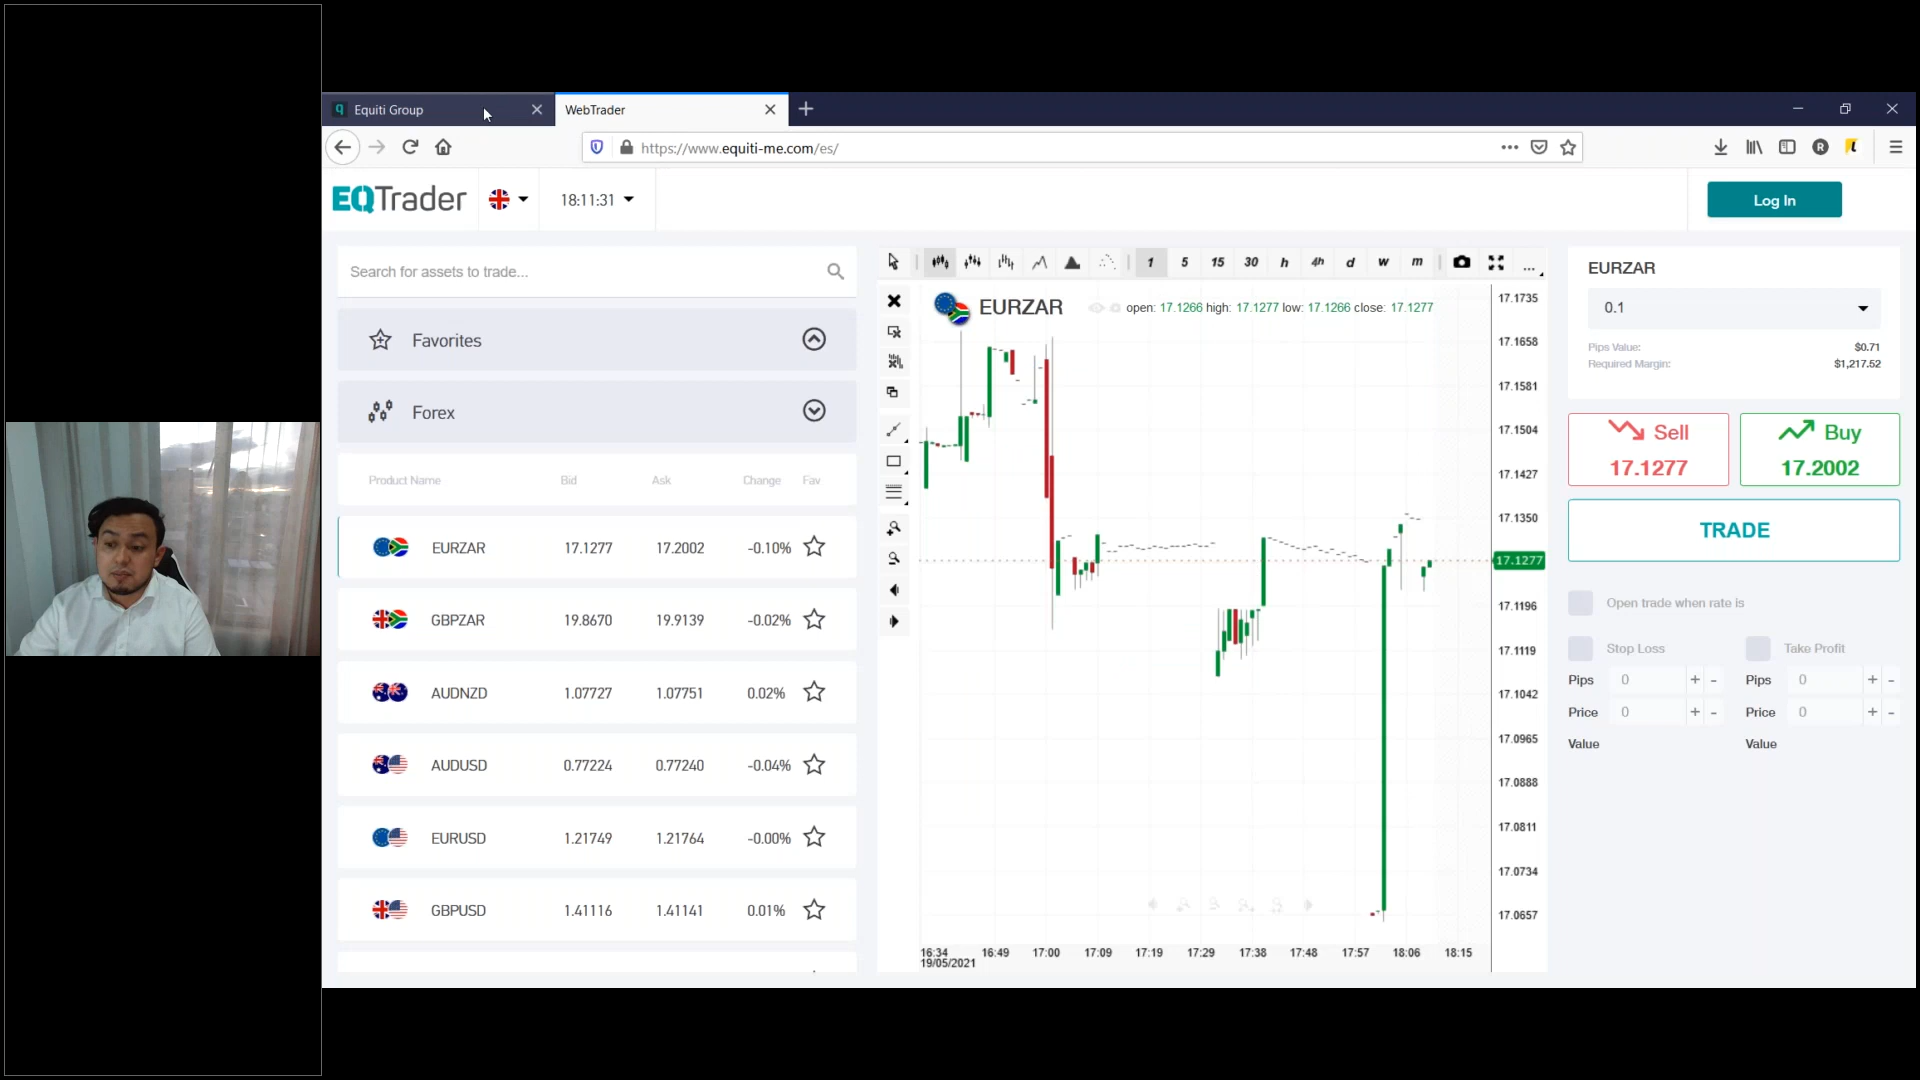 Equiti Group
WebTrader
https://www.equiti-me.com/es/
EQTrader
18:11:31
Log In
Search for assets to trade...
Favorites
Forex
Product Name Bid Ask Change Fav
EURZAR 17.1277 17.2002 -0.10%
GBPZAR 19.8670 19.9139 -0.02%
AUDNZD 1.07727 1.07751 0.02%
AUDUSD 0.77224 0.77240 -0.04%
EURUSD 1.21749 1.21764 -0.00%
GBPUSD 1.41116 1.41141 0.01%
1 5 15 30 h 4h d w m ...
EURZAR open: 17.1266 high: 17.1277 low: 17.1266 close: 17.1277
17.1735
17.1658
17.1581
17.1504
17.1427
17.1350
17.1277
17.1196
17.1119
17.1042
17.0965
17.0888
17.0811
17.0734
17.0657
16:34 16:49 17:00 17:09 17:19 17:29 17:38 17:48 17:57 18:06 18:15
19/05/2021
EURZAR
0.1
Pips Value: $0.71
Required Margin: $1,217.52
Sell
17.1277
Buy
17.2002
TRADE
Open trade when rate is
Stop Loss
Take Profit
Pips 0 + - Pips 0 + -
Price 0 + - Price 0 + -
Value Value